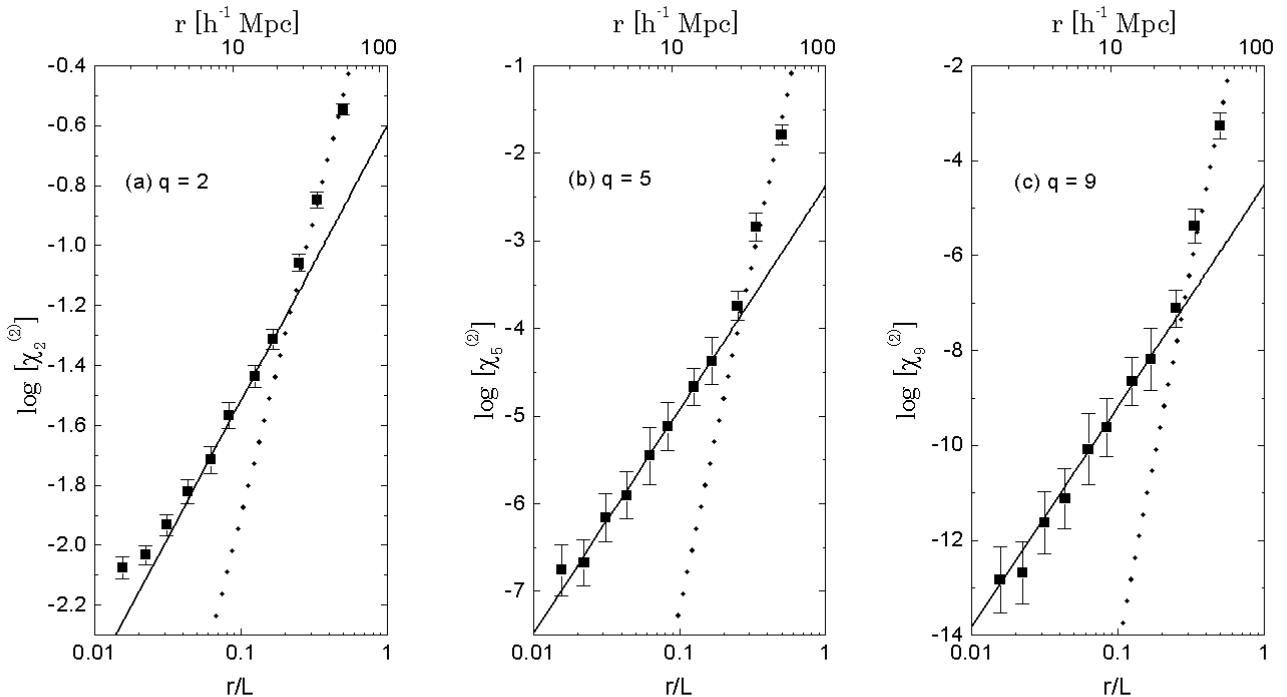 r [h⁻¹ Mpc]
10 100
-0.4
-0.6
-0.8
-1.0
-1.2
-1.4
-1.6
-1.8
-2.0
-2.2
log [χ₂⁽²⁾]
(a) q = 2
0.01 0.1 1
r/L
r [h⁻¹ Mpc]
10 100
-1
-2
-3
-4
-5
-6
-7
log [χ₅⁽²⁾]
(b) q = 5
0.01 0.1 1
r/L
r [h⁻¹ Mpc]
10 100
-2
-4
-6
-8
-10
-12
-14
log [χ₉⁽²⁾]
(c) q = 9
0.01 0.1 1
r/L